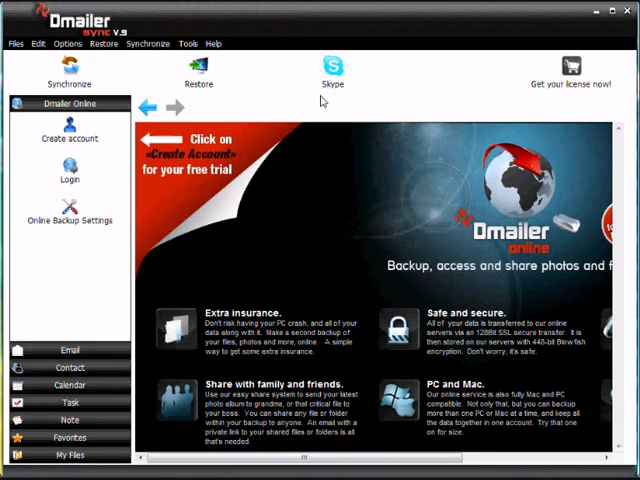 Dmailer
sync v.9
Files Edit Options Restore Synchronize Tools Help
Synchronize Restore Skype Get your license now!
Dmailer Online
Create account
Login
Online Backup Settings
Email
Contact
Calendar
Task
Note
Favorites
My Files
Click on
«Create Account»
for your free trial
Dmailer
online
Backup, access and share photos and f
Extra insurance.
Don't risk having your PC crash, and all of your
data along with it. Make a second backup of
your files, photos and more, online. A simple
way to get some extra insurance.
Safe and secure.
All of your data is transferred to our online
servers via an 128Bit SSL secure transfer. It is
then stored on our servers with 448-bit Blowfish
encryption. Don't worry, it's safe.
Share with family and friends.
Use our easy share system to send your latest
photo album to grandma, or that critical file to
your boss. You can share any file or folder
within your backup to anyone. An email with a
private link to your shared files or folders is all
that's needed.
PC and Mac.
Our online service is also fully Mac and PC
compatible. Not only that, but you can backup
more than one PC or Mac at a time, and keep all
the data together in one account. Try that one
on for size.